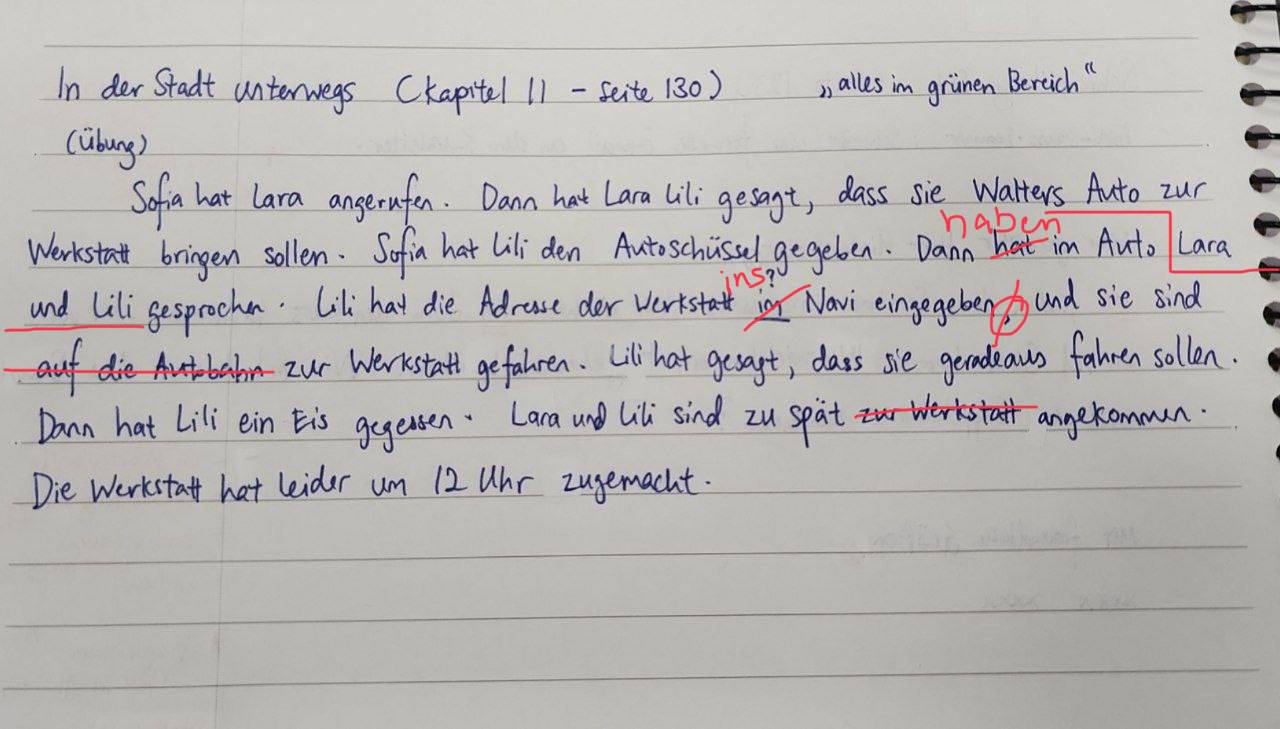 In der Stadt unterwegs (Kapitel 11 - Seite 130) „alles im grünen Bereich“
(Übung)
Sofia hat Lara angerufen. Dann hat Lara Lili gesagt, dass sie Walters Auto zur
haben
Werkstatt bringen sollen. Sofia hat Lili den Autoschüssel gegeben. Dann hat im Auto Lara
ins?
und Lili gesprochen. Lili hat die Adresse der Werkstatt im Navi eingegeben, und sie sind
auf die Autobahn zur Werkstatt gefahren. Lili hat gesagt, dass sie geradeaus fahren sollen.
Dann hat Lili ein Eis gegessen. Lara und Lili sind zu spät zur Werkstatt angekommen.
Die Werkstatt hat leider um 12 Uhr zugemacht.